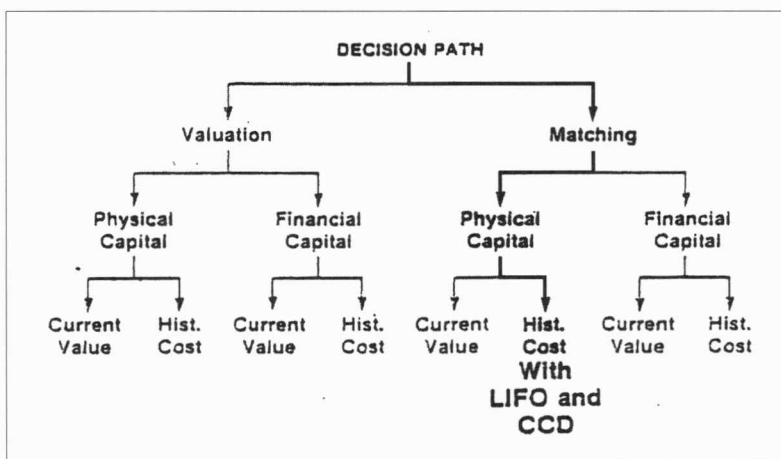 DECISION PATH
Valuation
Matching
Physical
Capital
Financial
Capital
Physical
Capital
Financial
Capital
Current
Value
Hist.
Cost
Current
Value
Hist.
Cost
Current
Value
Hist.
Cost
With
LIFO and
CCD
Current
Value
Hist.
Cost